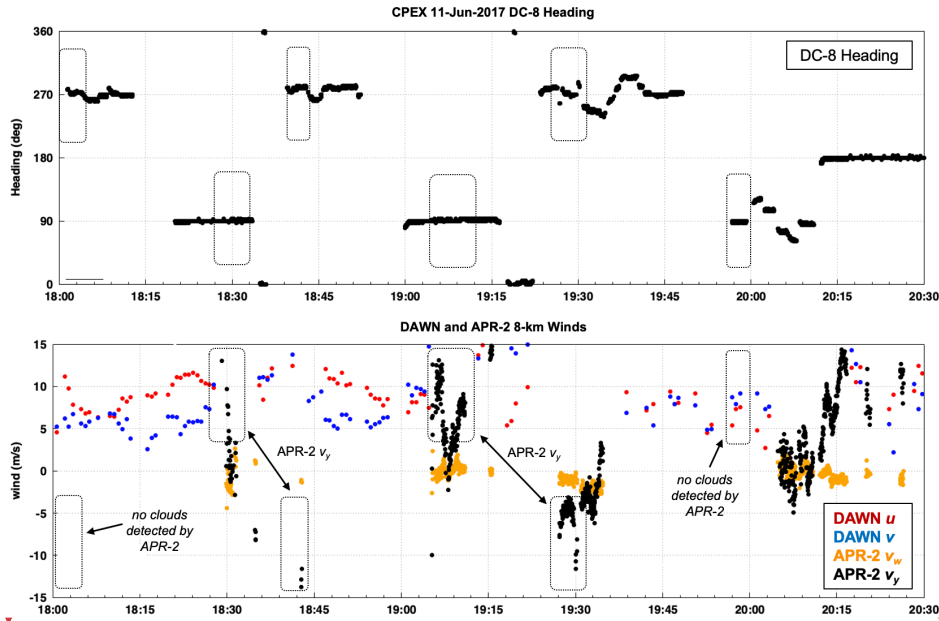 CPEX 11-Jun-2017 DC-8 Heading
360
270
180
90
0
Heading (deg)
DC-8 Heading
18:00 18:15 18:30 18:45 19:00 19:15 19:30 19:45 20:00 20:15 20:30
DAWN and APR-2 8-km Winds
15
10
5
0
-5
-10
-15
wind (m/s)
APR-2 vy
APR-2 vy
no clouds
detected by
APR-2
no clouds
detected by
APR-2
DAWN u
DAWN v
APR-2 vw
APR-2 vy
18:00 18:15 18:30 18:45 19:00 19:15 19:30 19:45 20:00 20:15 20:30